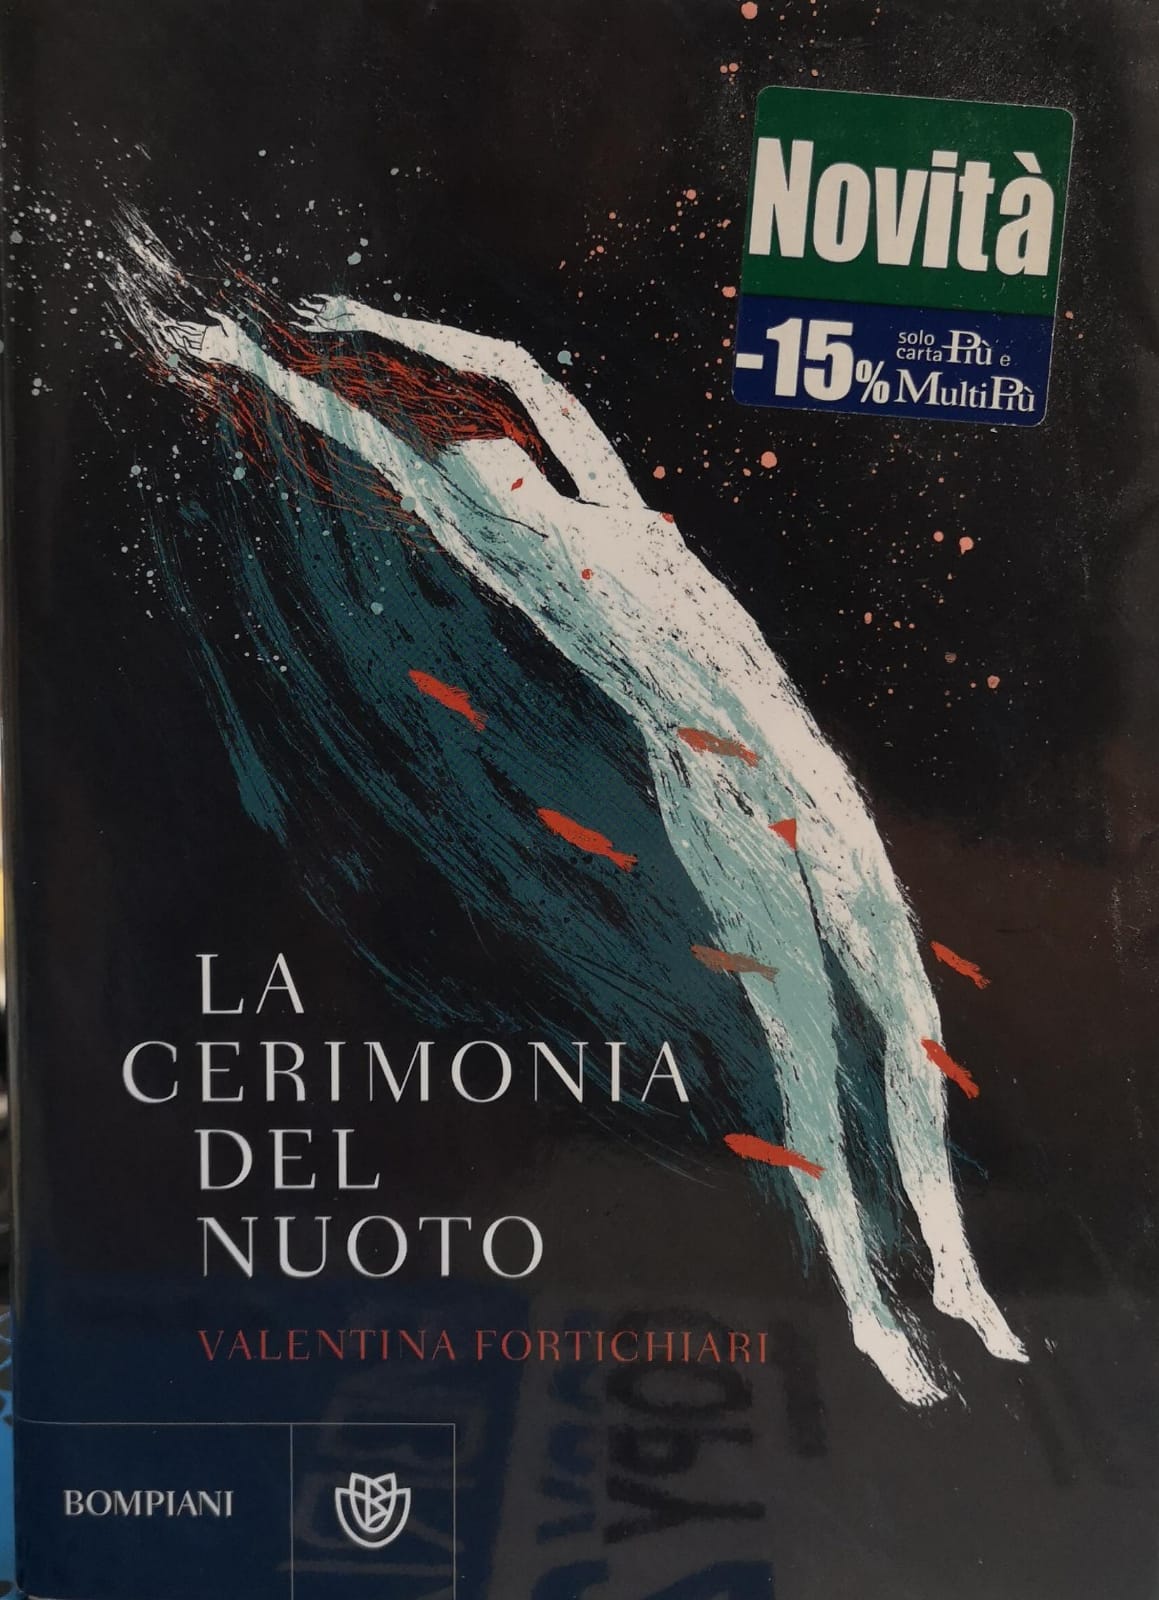 Novità
-15% solo carta Più e MultiPiù
LA
CERIMONIA
DEL
NUOTO
VALENTINA FORTICHIARI
BOMPIANI